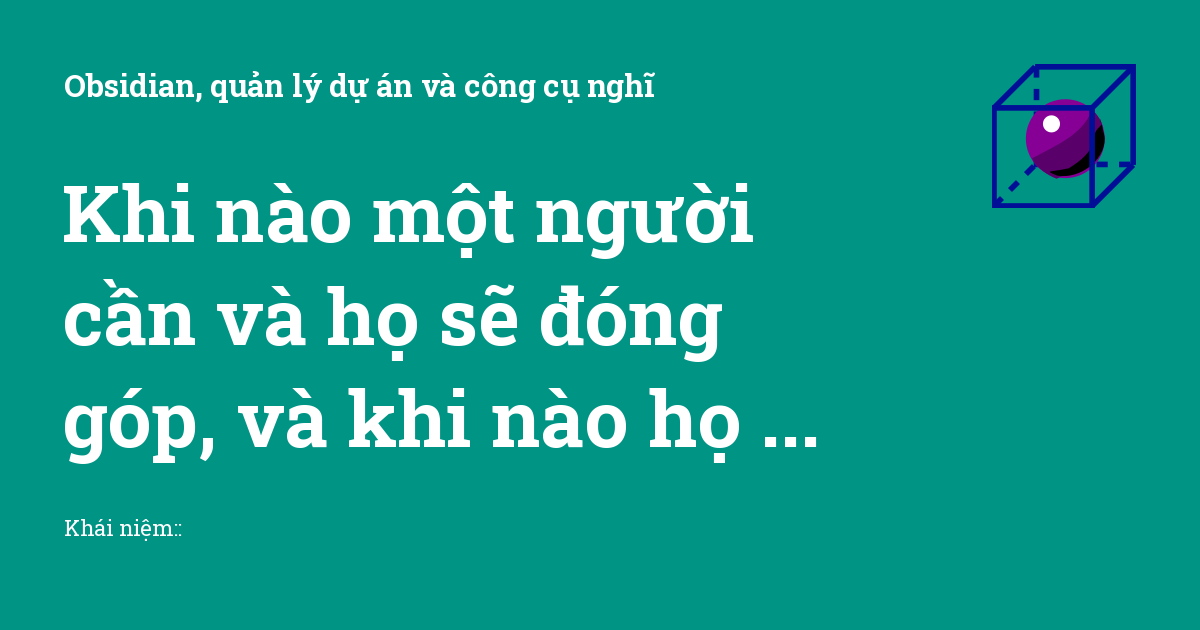 Obsidian, quản lý dự án và công cụ nghĩ
Khi nào một người
cần và họ sẽ đóng
góp, và khi nào họ ...
Khái niệm::